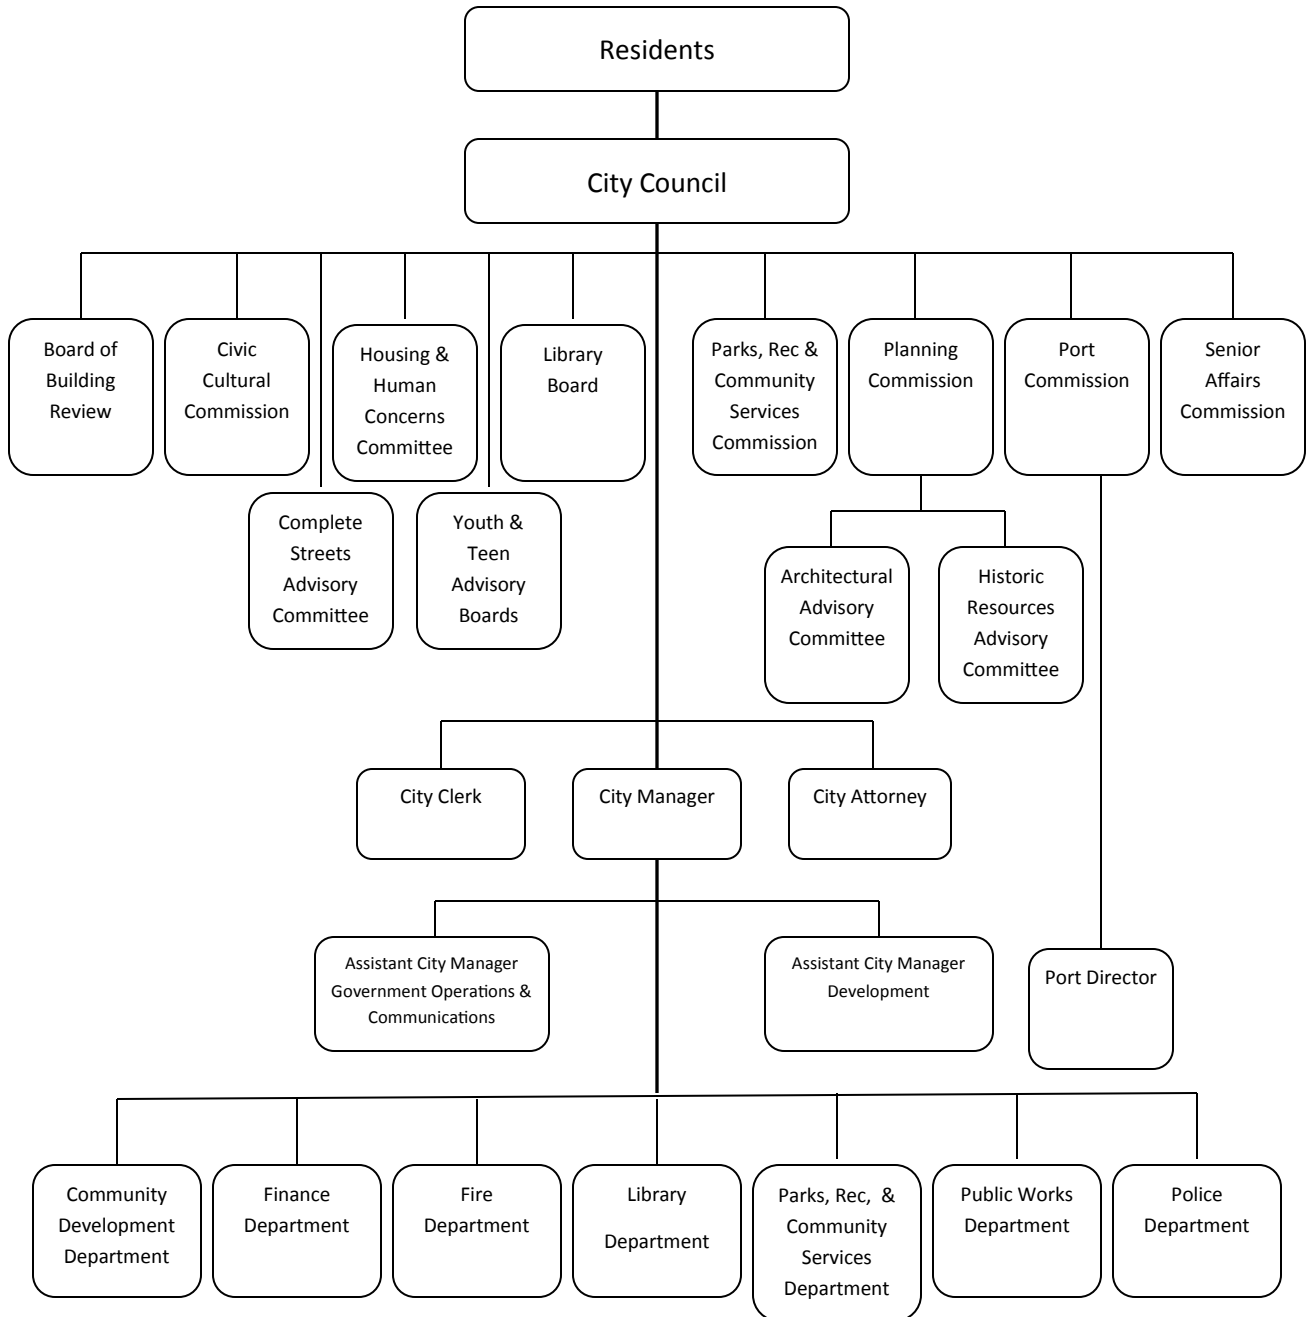 Residents
City Council
Board of
Building
Review
Civic
Cultural
Commission
Housing &
Human
Concerns
Committee
Library
Board
Parks, Rec &
Community
Services
Commission
Planning
Commission
Port
Commission
Senior
Affairs
Commission
Complete
Streets
Advisory
Committee
Youth &
Teen
Advisory
Boards
Architectural
Advisory
Committee
Historic
Resources
Advisory
Committee
City Clerk
City Manager
City Attorney
Assistant City Manager
Government Operations &
Communications
Assistant City Manager
Development
Port Director
Community
Development
Department
Finance
Department
Fire
Department
Library
Department
Parks, Rec, &
Community
Services
Department
Public Works
Department
Police
Department